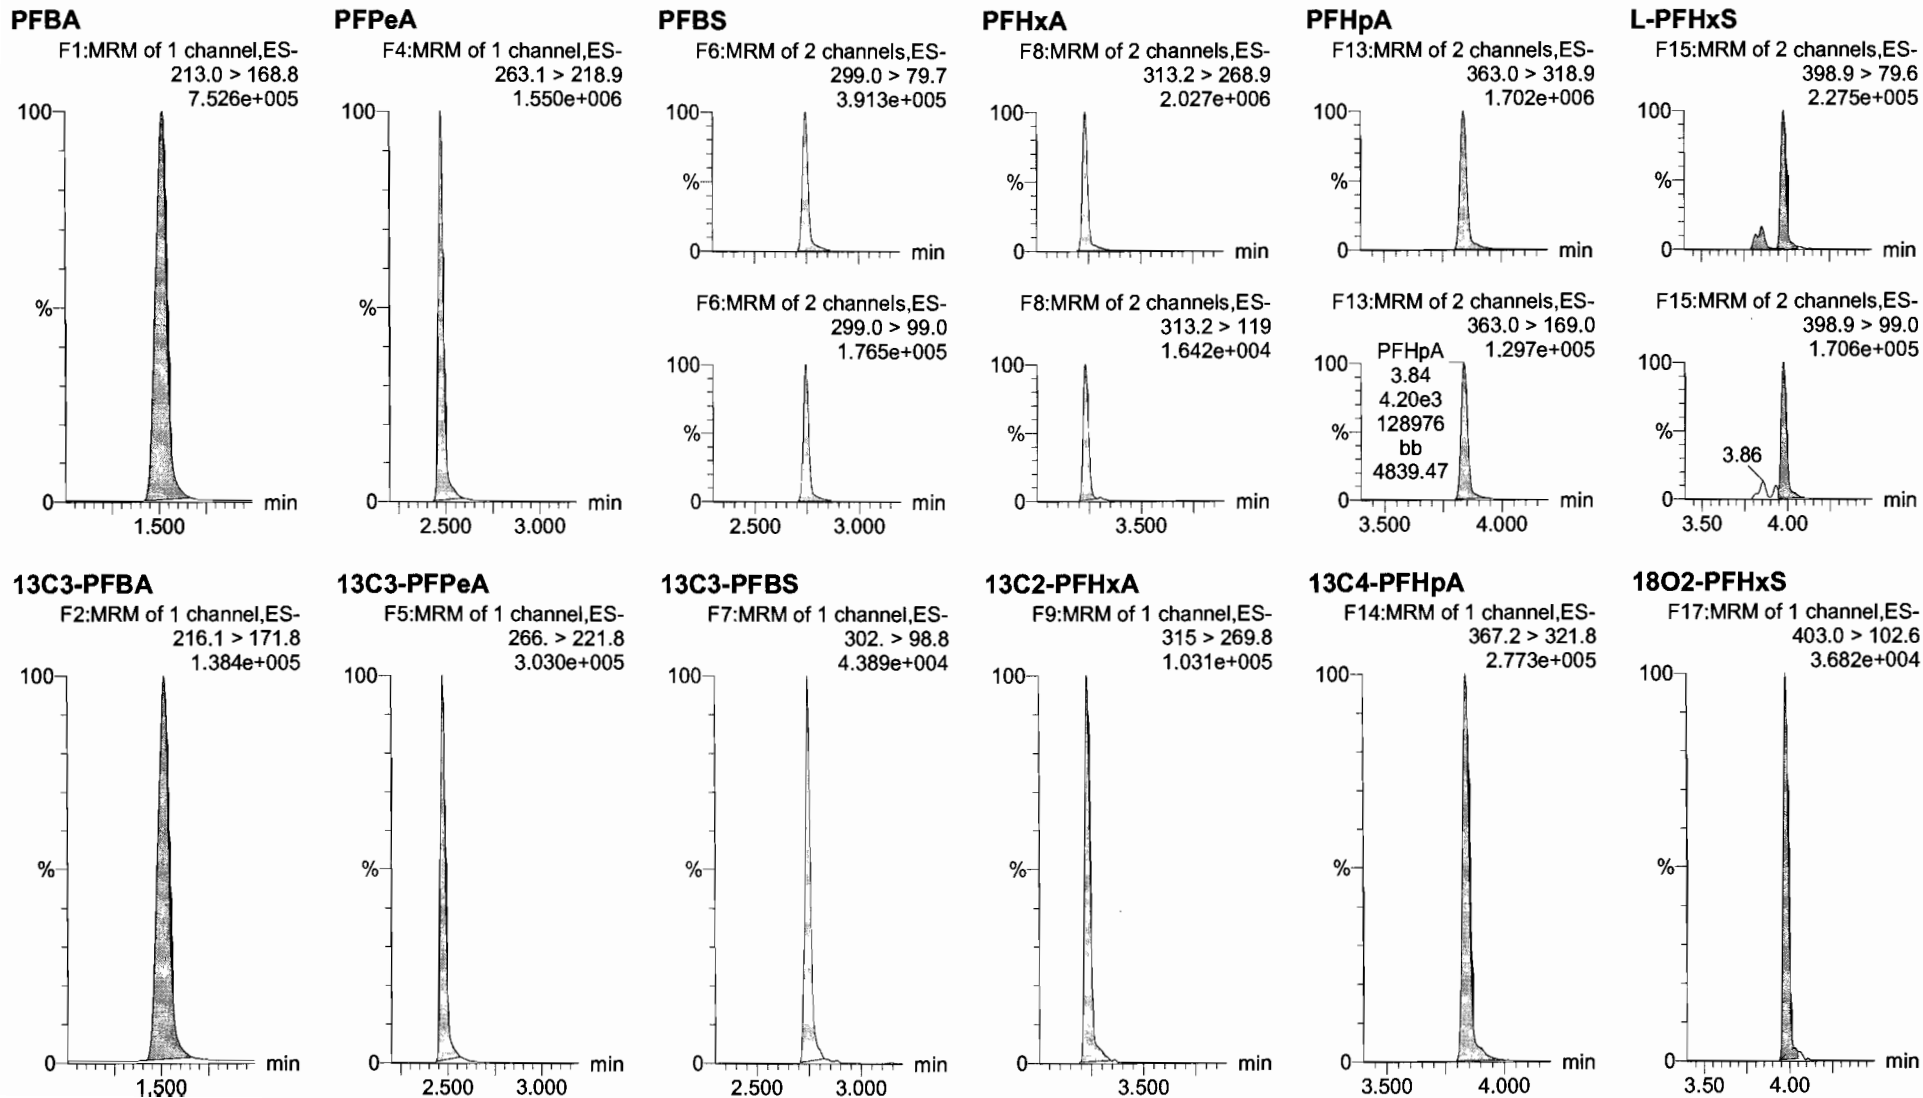 PFBA
F1:MRM of 1 channel,ES-
213.0 > 168.8
7.526e+005
100
%
0
min
1.500
PFPeA
F4:MRM of 1 channel,ES-
263.1 > 218.9
1.550e+006
100
%
0
min
2.500 3.000
PFBS
F6:MRM of 2 channels,ES-
299.0 > 79.7
3.913e+005
100
%
0
min
F6:MRM of 2 channels,ES-
299.0 > 99.0
1.765e+005
100
%
0
min
2.500 3.000
PFHxA
F8:MRM of 2 channels,ES-
313.2 > 268.9
2.027e+006
100
%
0
min
F8:MRM of 2 channels,ES-
313.2 > 119
1.642e+004
100
%
0
min
3.500
PFHpA
F13:MRM of 2 channels,ES-
363.0 > 318.9
1.702e+006
100
%
0
min
F13:MRM of 2 channels,ES-
363.0 > 169.0
1.297e+005
PFHpA
3.84
4.20e3
128976
bb
4839.47
100
%
0
min
3.500 4.000
L-PFHxS
F15:MRM of 2 channels,ES-
398.9 > 79.6
2.275e+005
100
%
0
min
F15:MRM of 2 channels,ES-
398.9 > 99.0
1.706e+005
100
%
3.86
0
min
3.50 4.00
13C3-PFBA
F2:MRM of 1 channel,ES-
216.1 > 171.8
1.384e+005
100
%
0
min
1.500
13C3-PFPeA
F5:MRM of 1 channel,ES-
266. > 221.8
3.030e+005
100
%
0
min
2.500 3.000
13C3-PFBS
F7:MRM of 1 channel,ES-
302. > 98.8
4.389e+004
100
%
0
min
2.500 3.000
13C2-PFHxA
F9:MRM of 1 channel,ES-
315 > 269.8
1.031e+005
100
%
0
min
3.500
13C4-PFHpA
F14:MRM of 1 channel,ES-
367.2 > 321.8
2.773e+005
100
%
0
min
3.500 4.000
18O2-PFHxS
F17:MRM of 1 channel,ES-
403.0 > 102.6
3.682e+004
100
%
0
min
3.50 4.00